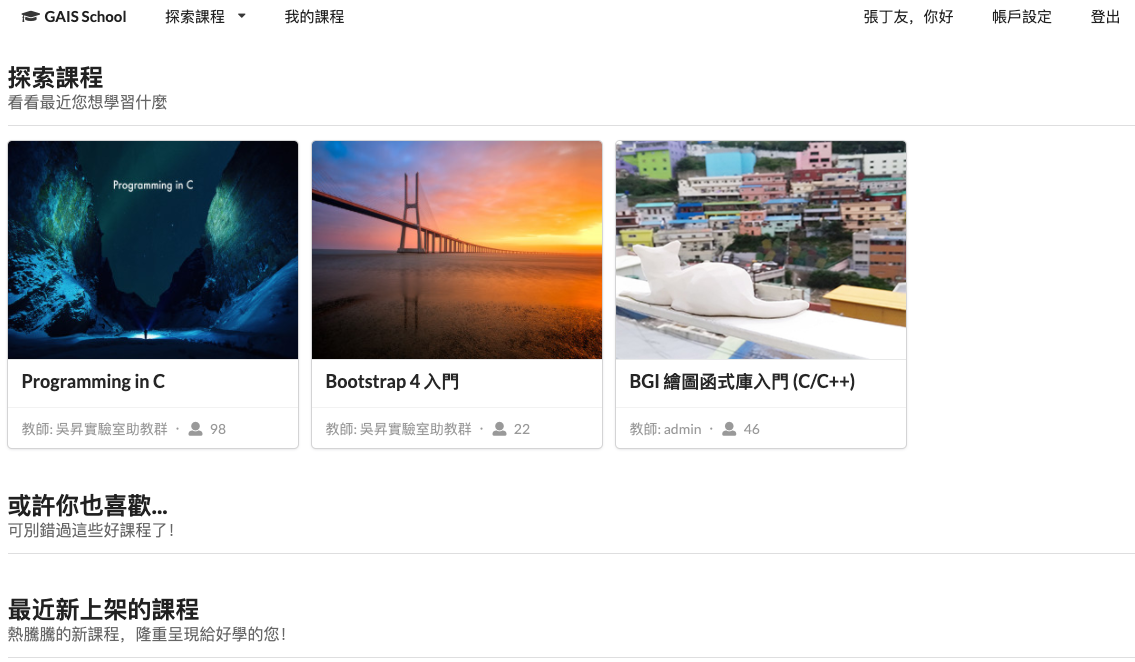 GAIS School 探索課程 我的課程 張丁友，你好 帳戶設定 登出
探索課程
看看最近您想學習什麼
Programming in C
Programming in C
教師: 吳昇實驗室助教群 · 98
Bootstrap 4 入門
教師: 吳昇實驗室助教群 · 22
BGI 繪圖函式庫入門 (C/C++)
教師: admin · 46
或許你也喜歡...
可別錯過這些好課程了！
最近新上架的課程
熱騰騰的新課程，隆重呈現給好學的您！